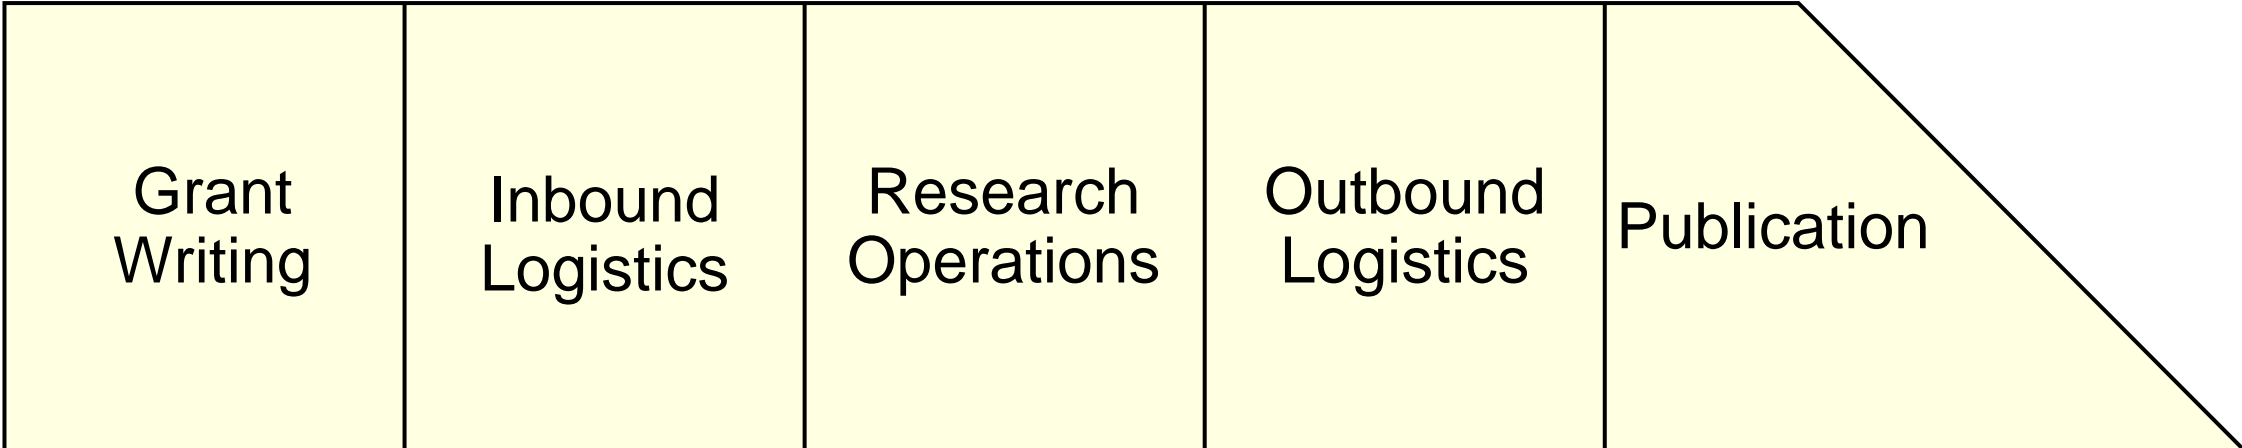 Grant
Writing
Inbound
Logistics
Research
Operations
Outbound
Logistics
Publication